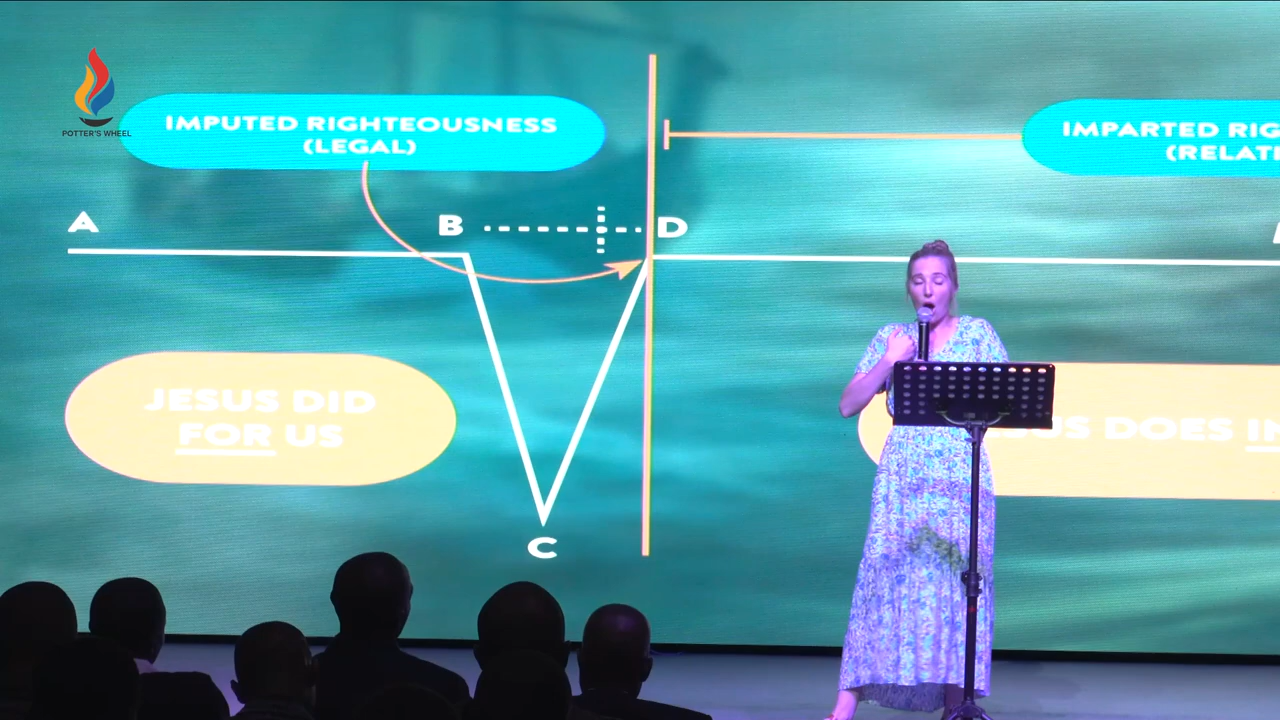 POTTER'S WHEEL
IMPUTED RIGHTEOUSNESS
(LEGAL)
IMPARTED RIG
(RELATI
A
B
D
JESUS DID
FOR US
US DOES IN
C